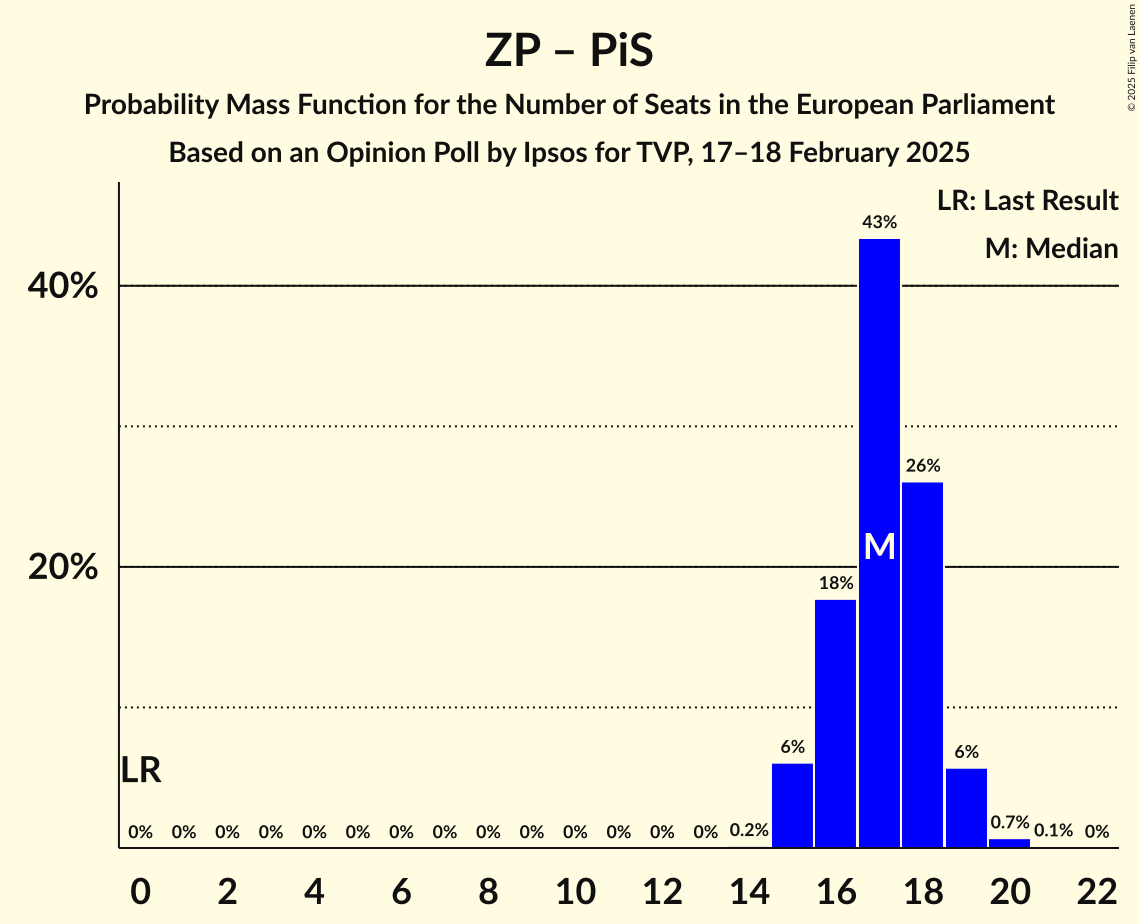 ZP – PiS
Probability Mass Function for the Number of Seats in the European Parliament
Based on an Opinion Poll by Ipsos for TVP, 17–18 February 2025
© 2025 Filip van Laenen
LR: Last Result
M: Median
43%
40%
26%
M
20%
18%
6%
6%
LR
0% 0% 0% 0% 0% 0% 0% 0% 0% 0% 0% 0% 0% 0% 0.2% 0.7% 0.1% 0%
0 2 4 6 8 10 12 14 16 18 20 22